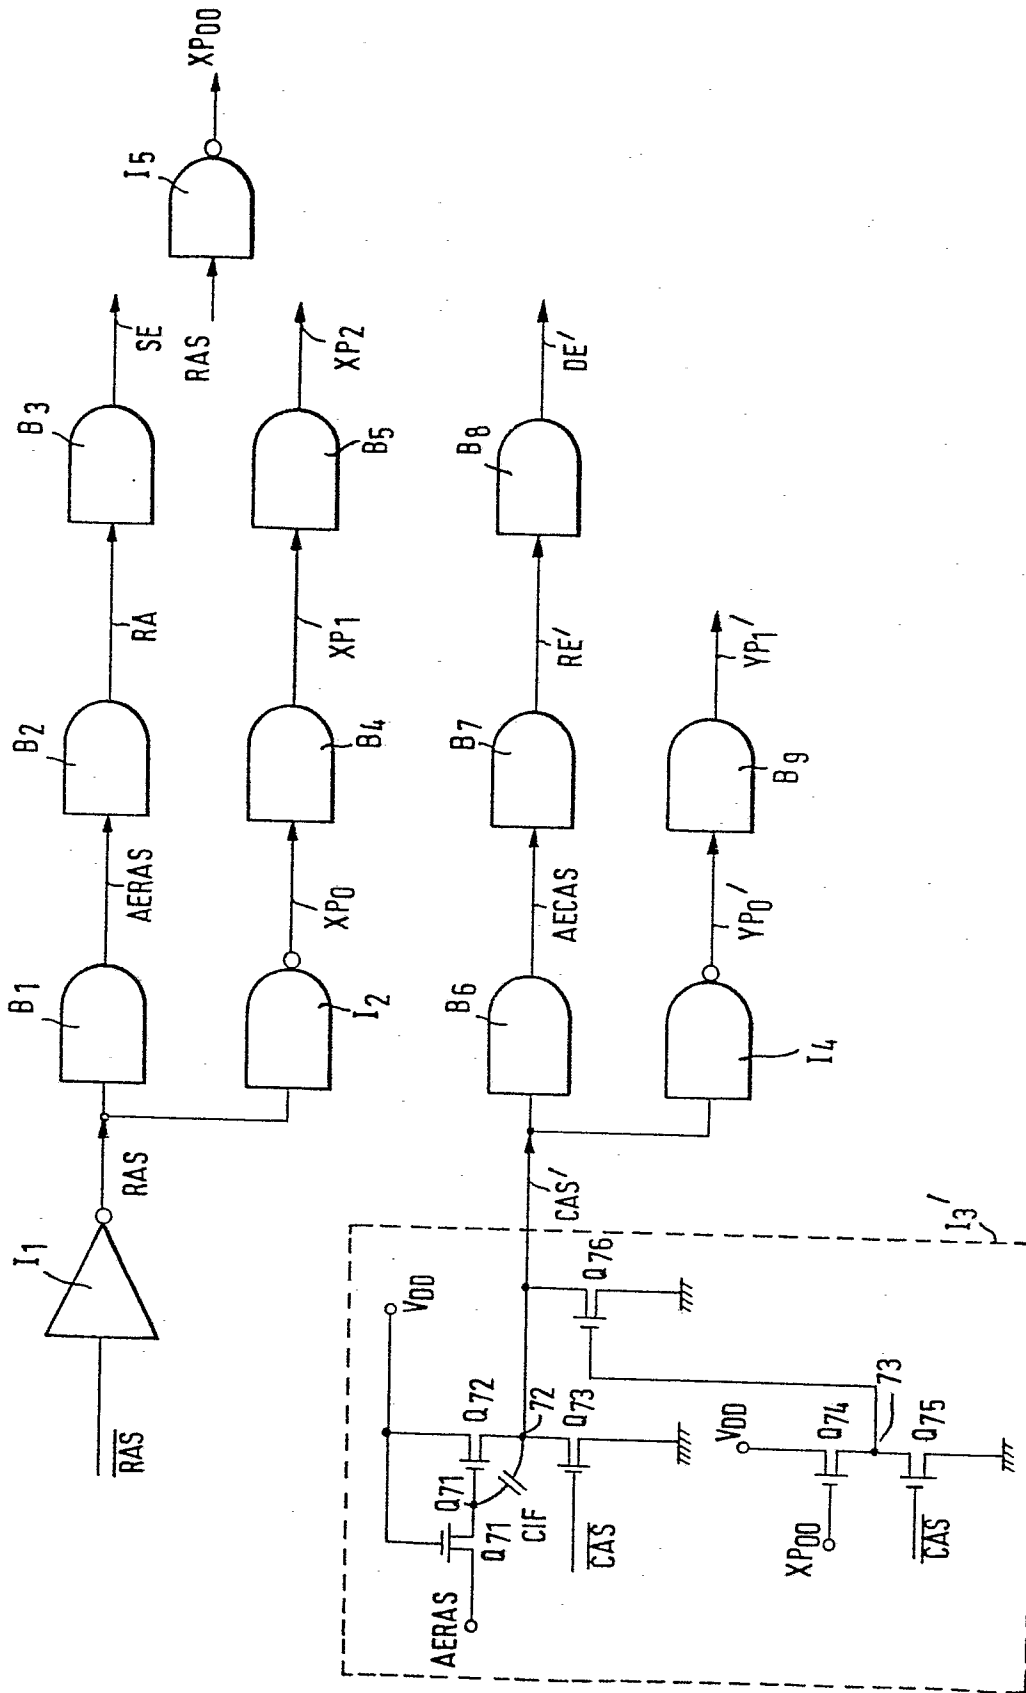 RAS
I1
RAS
B1
AERAS
B2
RA
B3
SE
I2
XP0
B4
XP1
B5
XP2
RAS
I5
XP00
I3'
AERAS
Q71
Q71
CIF
Q72
72
VDD
CAS
Q73
Q76
XP00
VDD
Q74
73
CAS
Q75
CAS'
B6
AECAS
B7
RE'
B8
DE'
I4
YP0'
B9
YP1'